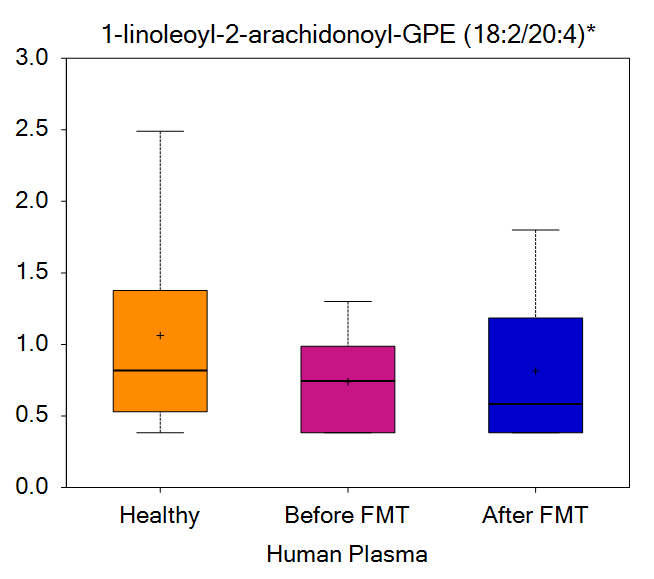 1-linoleoyl-2-arachidonoyl-GPE (18:2/20:4)*
3.0
2.5
2.0
1.5
1.0
0.5
0.0
Healthy Before FMT After FMT
Human Plasma